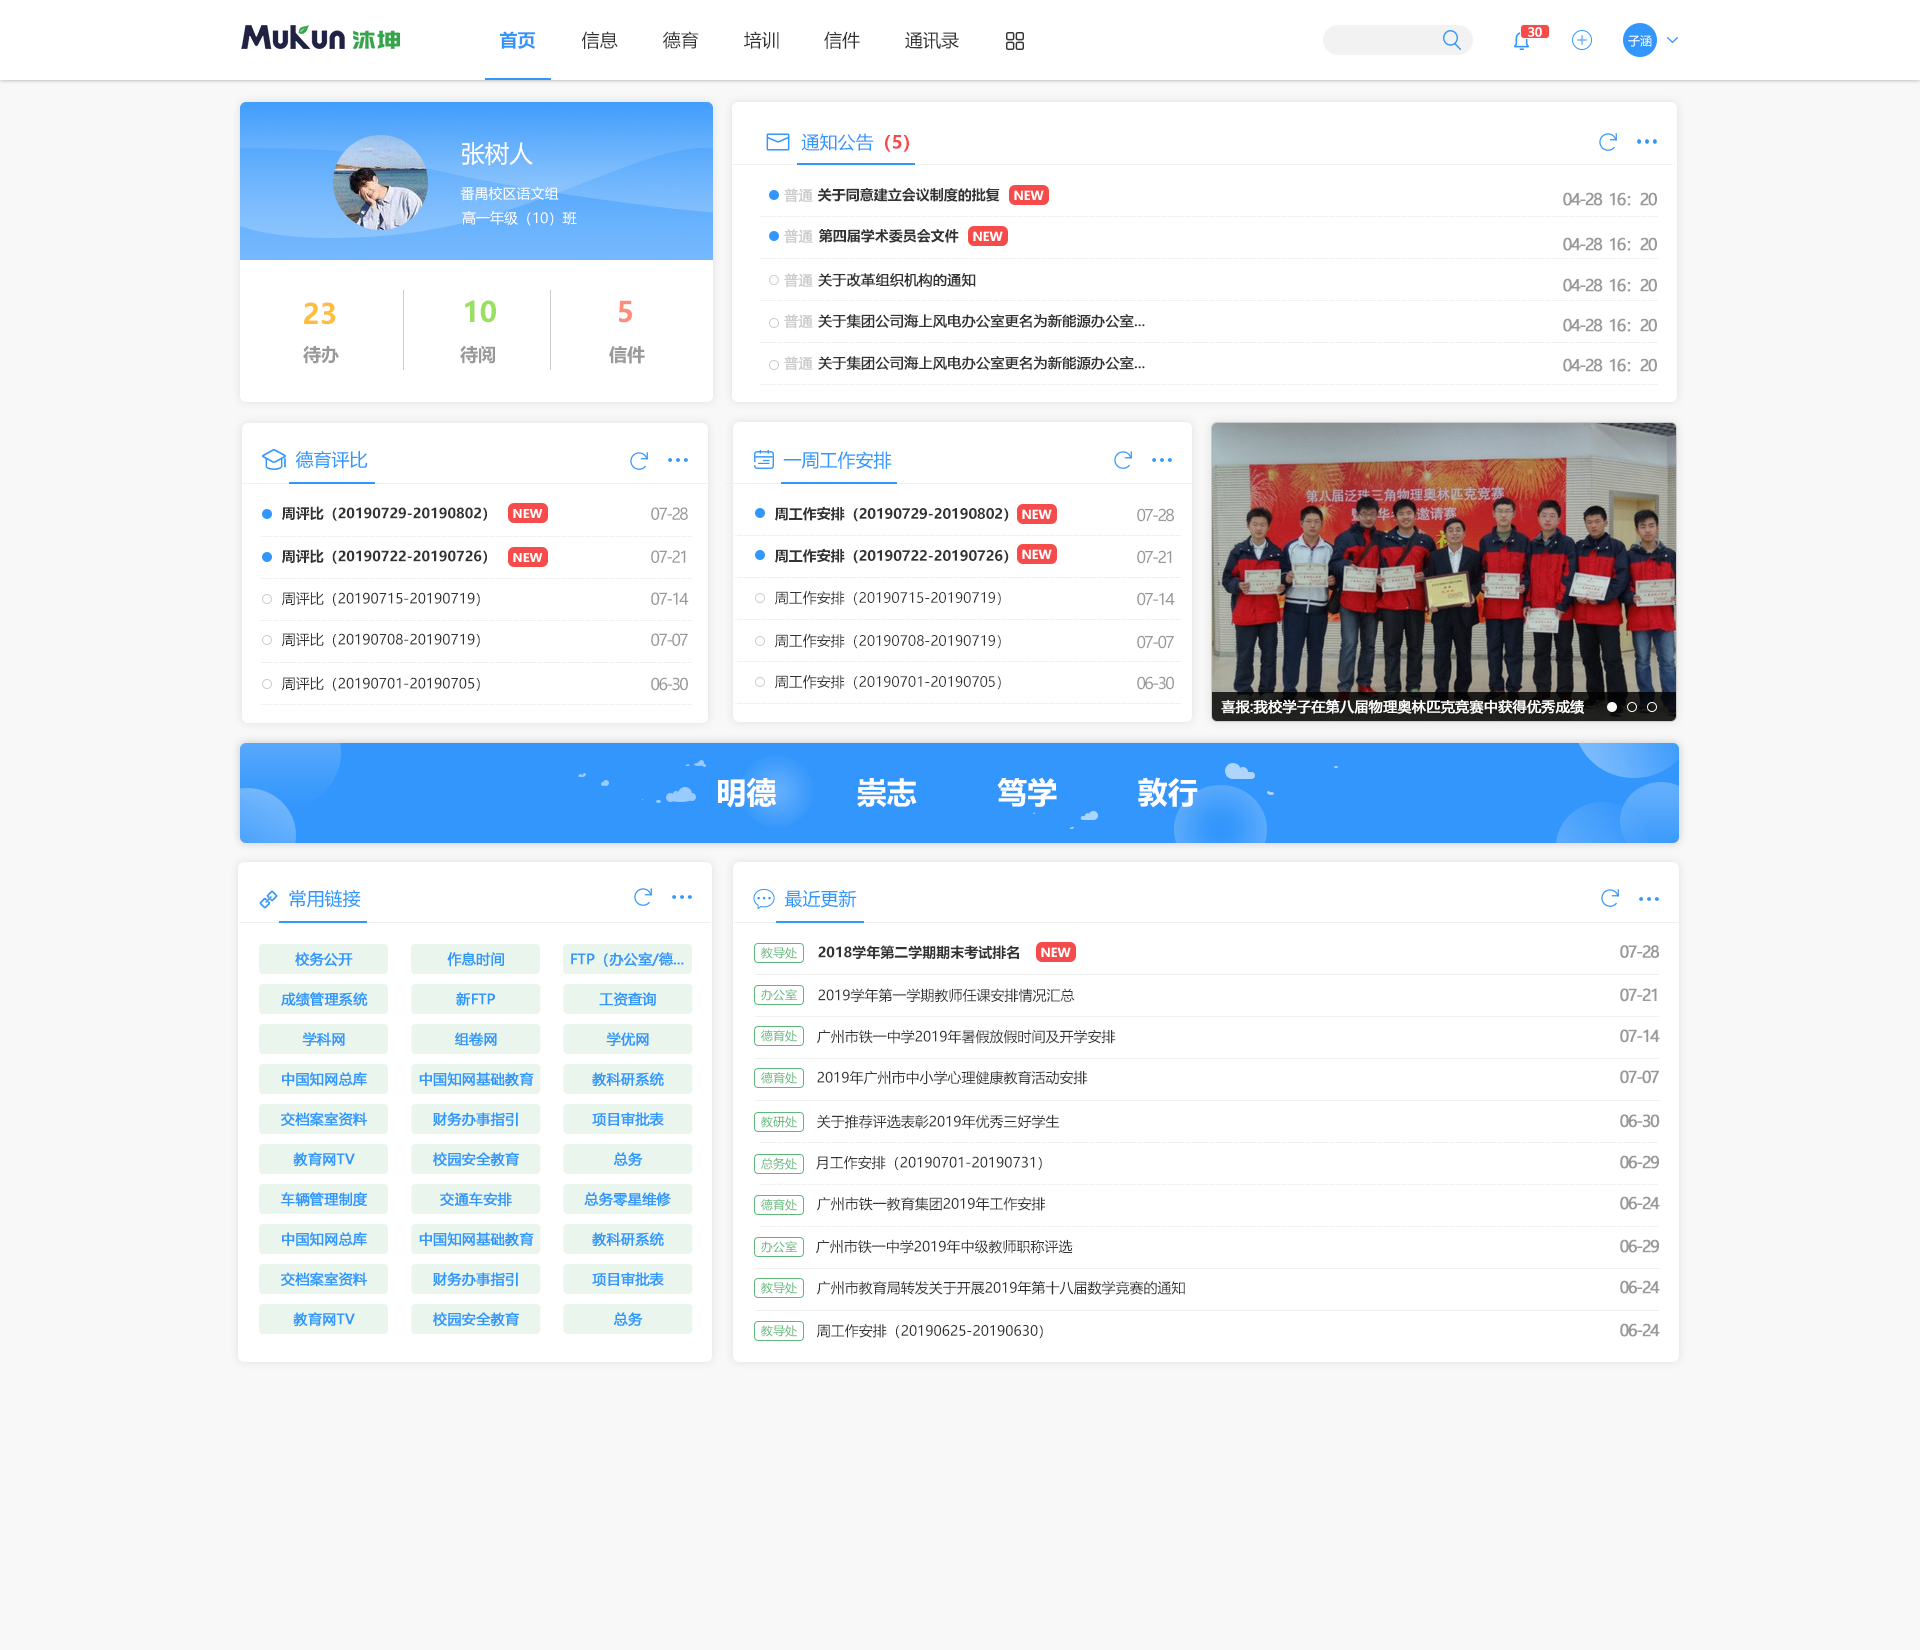 MuKun 沐坤
首页 信息 德育 培训 信件 通讯录
30
子涵
张树人
番禺校区语文组
高一年级（10）班
23 10 5
待办 待阅 信件
通知公告（5）
普通 关于同意建立会议制度的批复 NEW 04-28 16：20
普通 第四届学术委员会文件 NEW 04-28 16：20
普通 关于改革组织机构的通知 04-28 16：20
普通 关于集团公司海上风电办公室更名为新能源办公室... 04-28 16：20
普通 关于集团公司海上风电办公室更名为新能源办公室... 04-28 16：20
德育评比
周评比（20190729-20190802） NEW 07-28
周评比（20190722-20190726） NEW 07-21
周评比（20190715-20190719） 07-14
周评比（20190708-20190719） 07-07
周评比（20190701-20190705） 06-30
一周工作安排
周工作安排（20190729-20190802） NEW 07-28
周工作安排（20190722-20190726） NEW 07-21
周工作安排（20190715-20190719） 07-14
周工作安排（20190708-20190719） 07-07
周工作安排（20190701-20190705） 06-30
第八届泛珠三角物理奥林匹克竞赛
邀请赛
喜报:我校学子在第八届物理奥林匹克竞赛中获得优秀成绩
明德 崇志 笃学 敦行
常用链接
校务公开 作息时间 FTP（办公室/德...
成绩管理系统 新FTP 工资查询
学科网 组卷网 学优网
中国知网总库 中国知网基础教育 教科研系统
交档案室资料 财务办事指引 项目审批表
教育网TV 校园安全教育 总务
车辆管理制度 交通车安排 总务零星维修
中国知网总库 中国知网基础教育 教科研系统
交档案室资料 财务办事指引 项目审批表
教育网TV 校园安全教育 总务
最近更新
教导处 2018学年第二学期期末考试排名 NEW 07-28
办公室 2019学年第一学期教师任课安排情况汇总 07-21
德育处 广州市铁一中学2019年暑假放假时间及开学安排 07-14
德育处 2019年广州市中小学心理健康教育活动安排 07-07
教研处 关于推荐评选表彰2019年优秀三好学生 06-30
总务处 月工作安排（20190701-20190731） 06-29
德育处 广州市铁一教育集团2019年工作安排 06-24
办公室 广州市铁一中学2019年中级教师职称评选 06-29
教导处 广州市教育局转发关于开展2019年第十八届数学竞赛的通知 06-24
教导处 周工作安排（20190625-20190630） 06-24